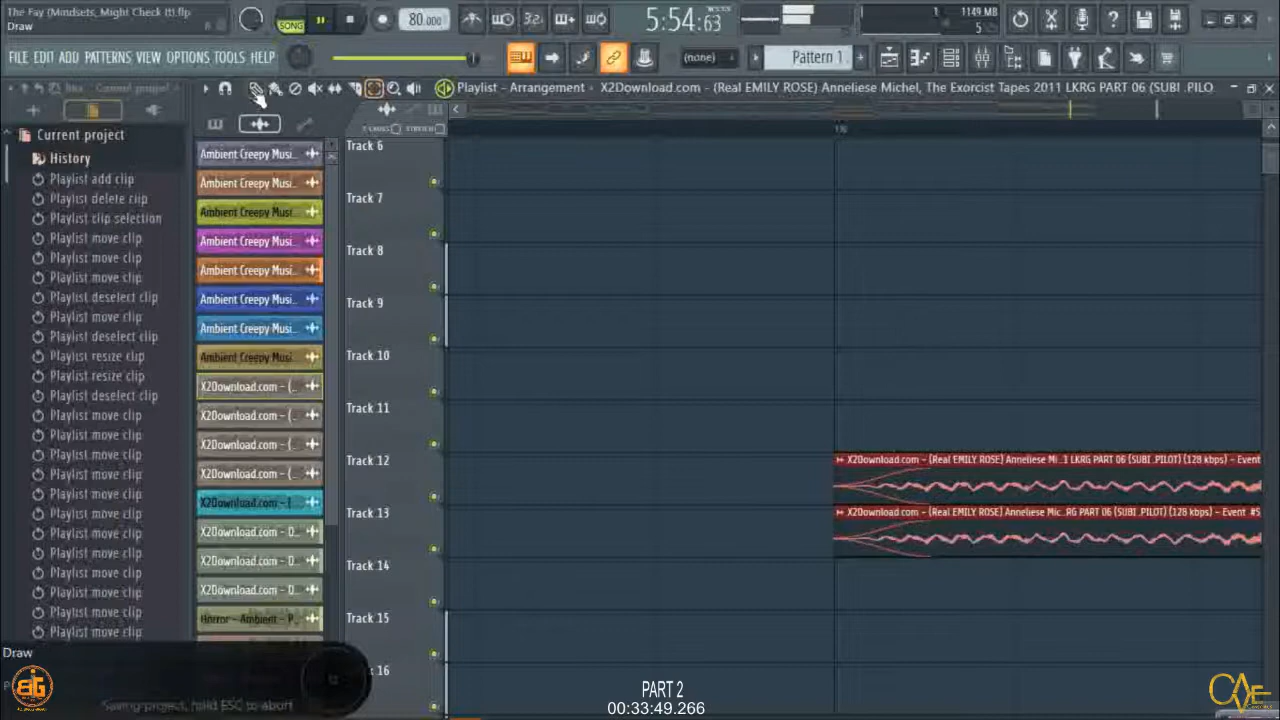 The Fay (Mindsets, Might Check It).flp
Draw
SONG
80.000
32
5:54:63
1
1149 MB
5
FILE EDIT ADD PATTERNS VIEW OPTIONS TOOLS HELP
(none)
Pattern 1
Current project
Playlist - Arrangement
X2Download.com - (Real EMILY ROSE) Anneliese Michel, The Exorcist Tapes 2011 LKRG PART 06 (SUBI .PILO
Current project
History
Playlist add clip
Playlist delete clip
Playlist clip selection
Playlist move clip
Playlist move clip
Playlist move clip
Playlist deselect clip
Playlist move clip
Playlist deselect clip
Playlist resize clip
Playlist resize clip
Playlist deselect clip
Playlist move clip
Playlist move clip
Playlist move clip
Playlist move clip
Playlist move clip
Playlist move clip
Playlist move clip
Playlist move clip
Playlist move clip
Playlist move clip
Playlist move clip
Playlist move clip
Ambient Creepy Musi..
Ambient Creepy Musi..
Ambient Creepy Musi..
Ambient Creepy Musi..
Ambient Creepy Musi..
Ambient Creepy Musi..
Ambient Creepy Musi..
Ambient Creepy Musi..
X2Download.com - (..
X2Download.com - (..
X2Download.com - (..
X2Download.com - (..
X2Download.com - (..
X2Download.com - D..
X2Download.com - D..
X2Download.com - D..
Horror - Ambient - P..
Track 6
Track 7
Track 8
Track 9
Track 10
Track 11
Track 12
Track 13
Track 14
Track 15
16
X2Download.com - (Real EMILY ROSE) Anneliese Mi..1 LKRG PART 06 (SUBI .PILOT) (128 kbps) - Event
X2Download.com - (Real EMILY ROSE) Anneliese Mic..RG PART 06 (SUBI .PILOT) (128 kbps) - Event #5
Draw
Saving project, hold ESC to abort
PART 2
00:33:49.266